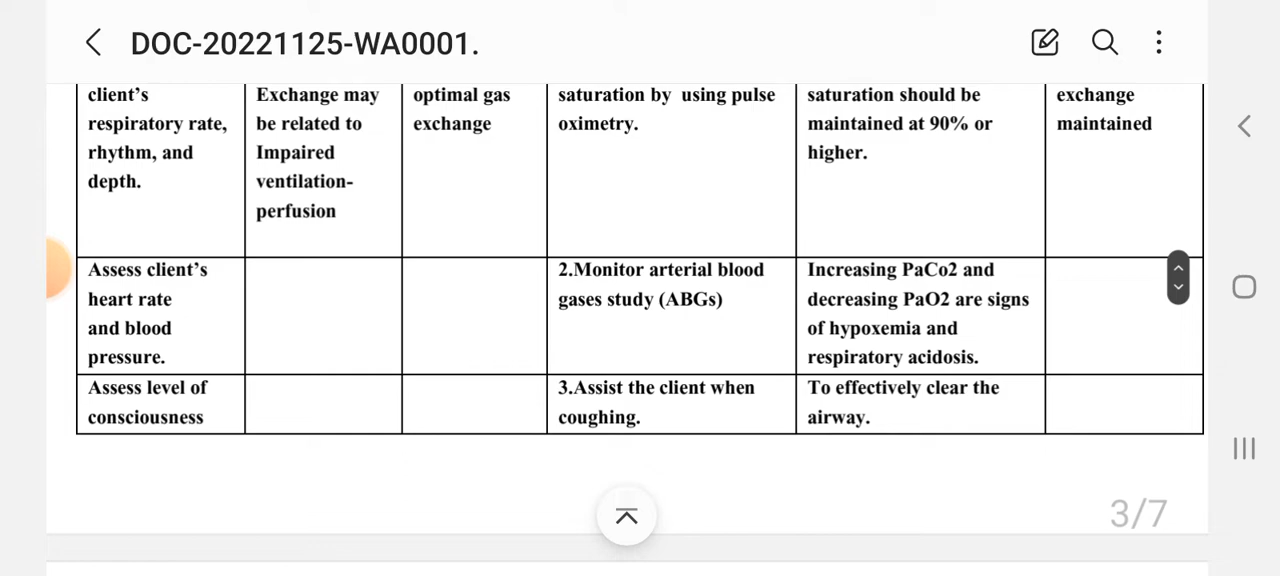 DOC-20221125-WA0001.
client's
respiratory rate,
rhythm, and
depth.
Exchange may
be related to
Impaired
ventilation-
perfusion
optimal gas
exchange
saturation by using pulse
oximetry.
saturation should be
maintained at 90% or
higher.
exchange
maintained
Assess client's
heart rate
and blood
pressure.
2.Monitor arterial blood
gases study (ABGs)
Increasing PaCo2 and
decreasing PaO2 are signs
of hypoxemia and
respiratory acidosis.
Assess level of
consciousness
3.Assist the client when
coughing.
To effectively clear the
airway.
3/7